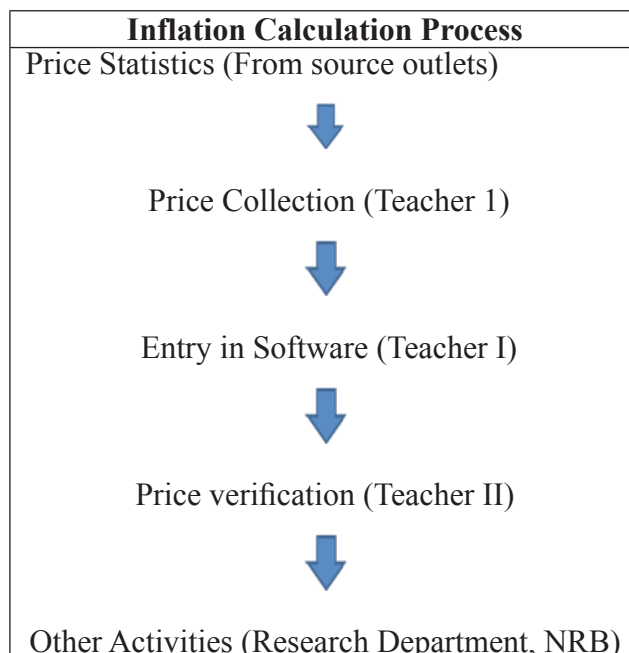 Inflation Calculation Process
Price Statistics (From source outlets)
Price Collection (Teacher 1)
Entry in Software (Teacher I)
Price verification (Teacher II)
Other Activities (Research Department, NRB)